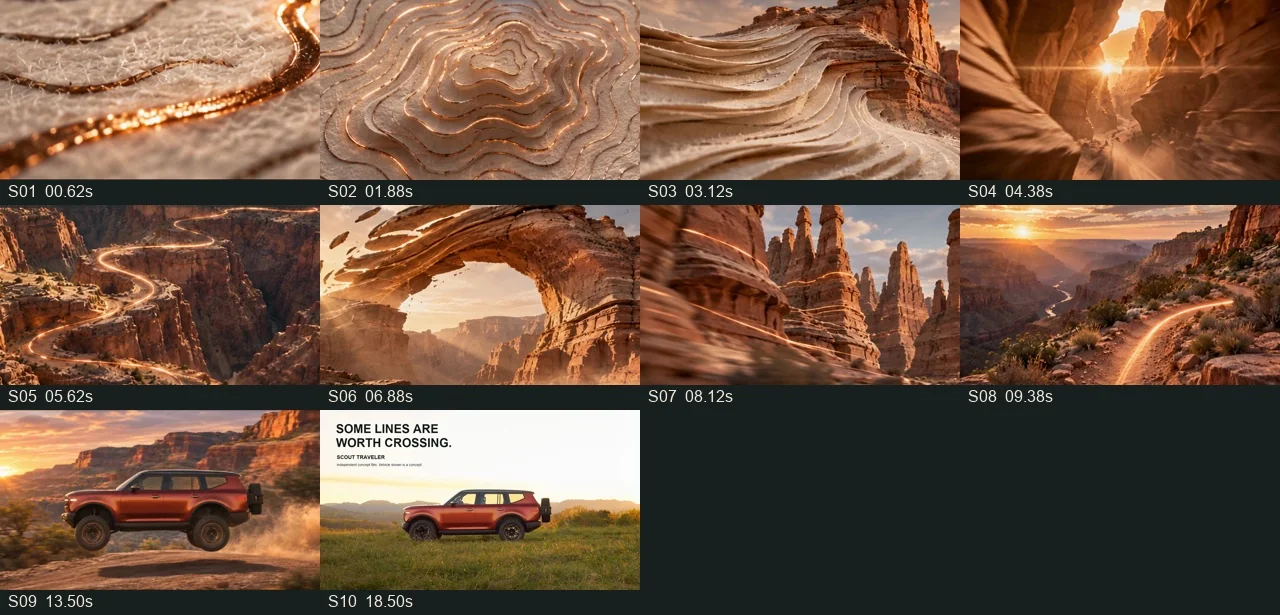 S01 00.62s
S02 01.88s
S03 03.12s
S04 04.38s
S05 05.62s
S06 06.88s
S07 08.12s
S08 09.38s
SOME LINES ARE
WORTH CROSSING.
SCOUT TRAVELER
Independent concept film. Vehicle shown is a concept.
S09 13.50s
S10 18.50s